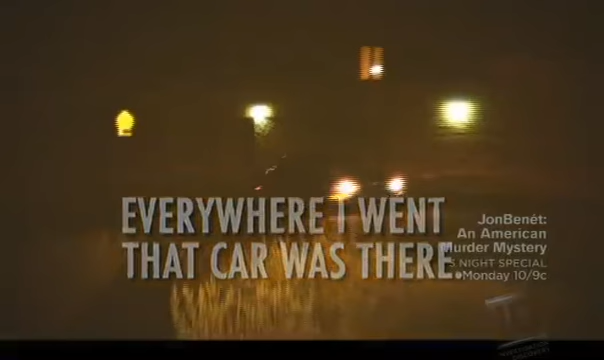 EVERYWHERE I WENT
THAT CAR WAS THERE.
JonBenét:
An American
Murder Mystery
NIGHT SPECIAL
Monday 10/9c